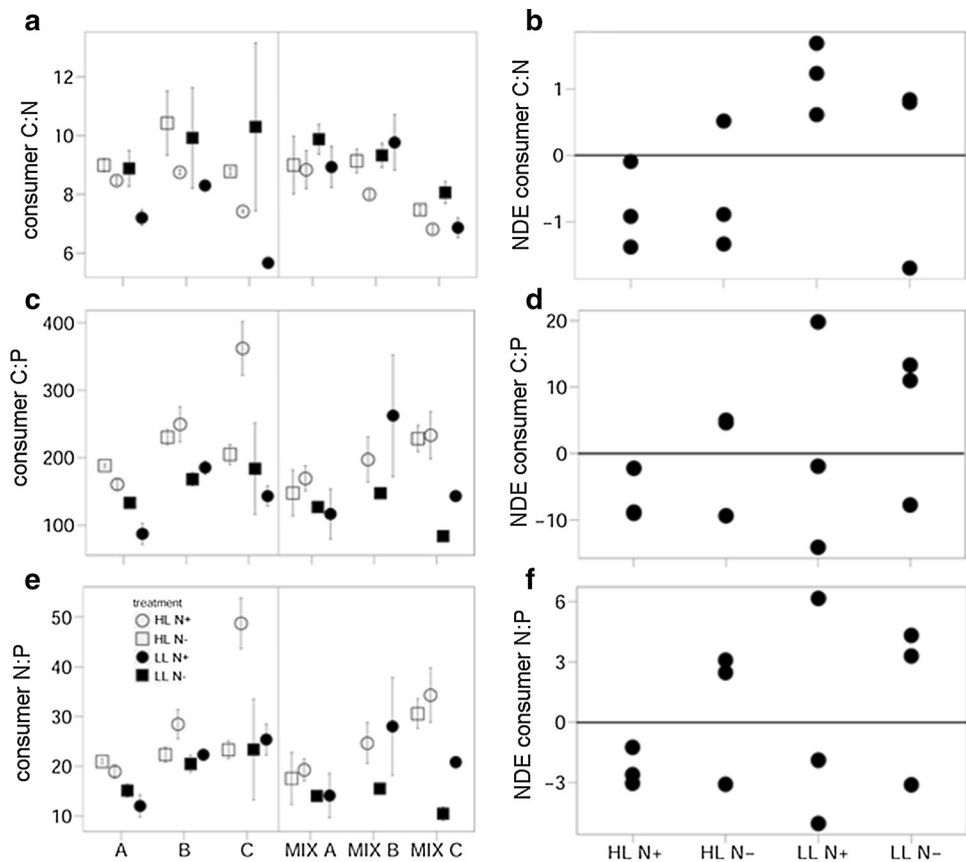 a
consumer C:N
12
10
8
6
b
NDE consumer C:N
1
0
−1
c
consumer C:P
400
300
200
100
d
NDE consumer C:P
20
10
0
−10
e
consumer N:P
50
40
30
20
10
treatment
HL N+
HL N-
LL N+
LL N-
A B C MIX A MIX B MIX C
f
NDE consumer N:P
6
3
0
−3
HL N+ HL N− LL N+ LL N−